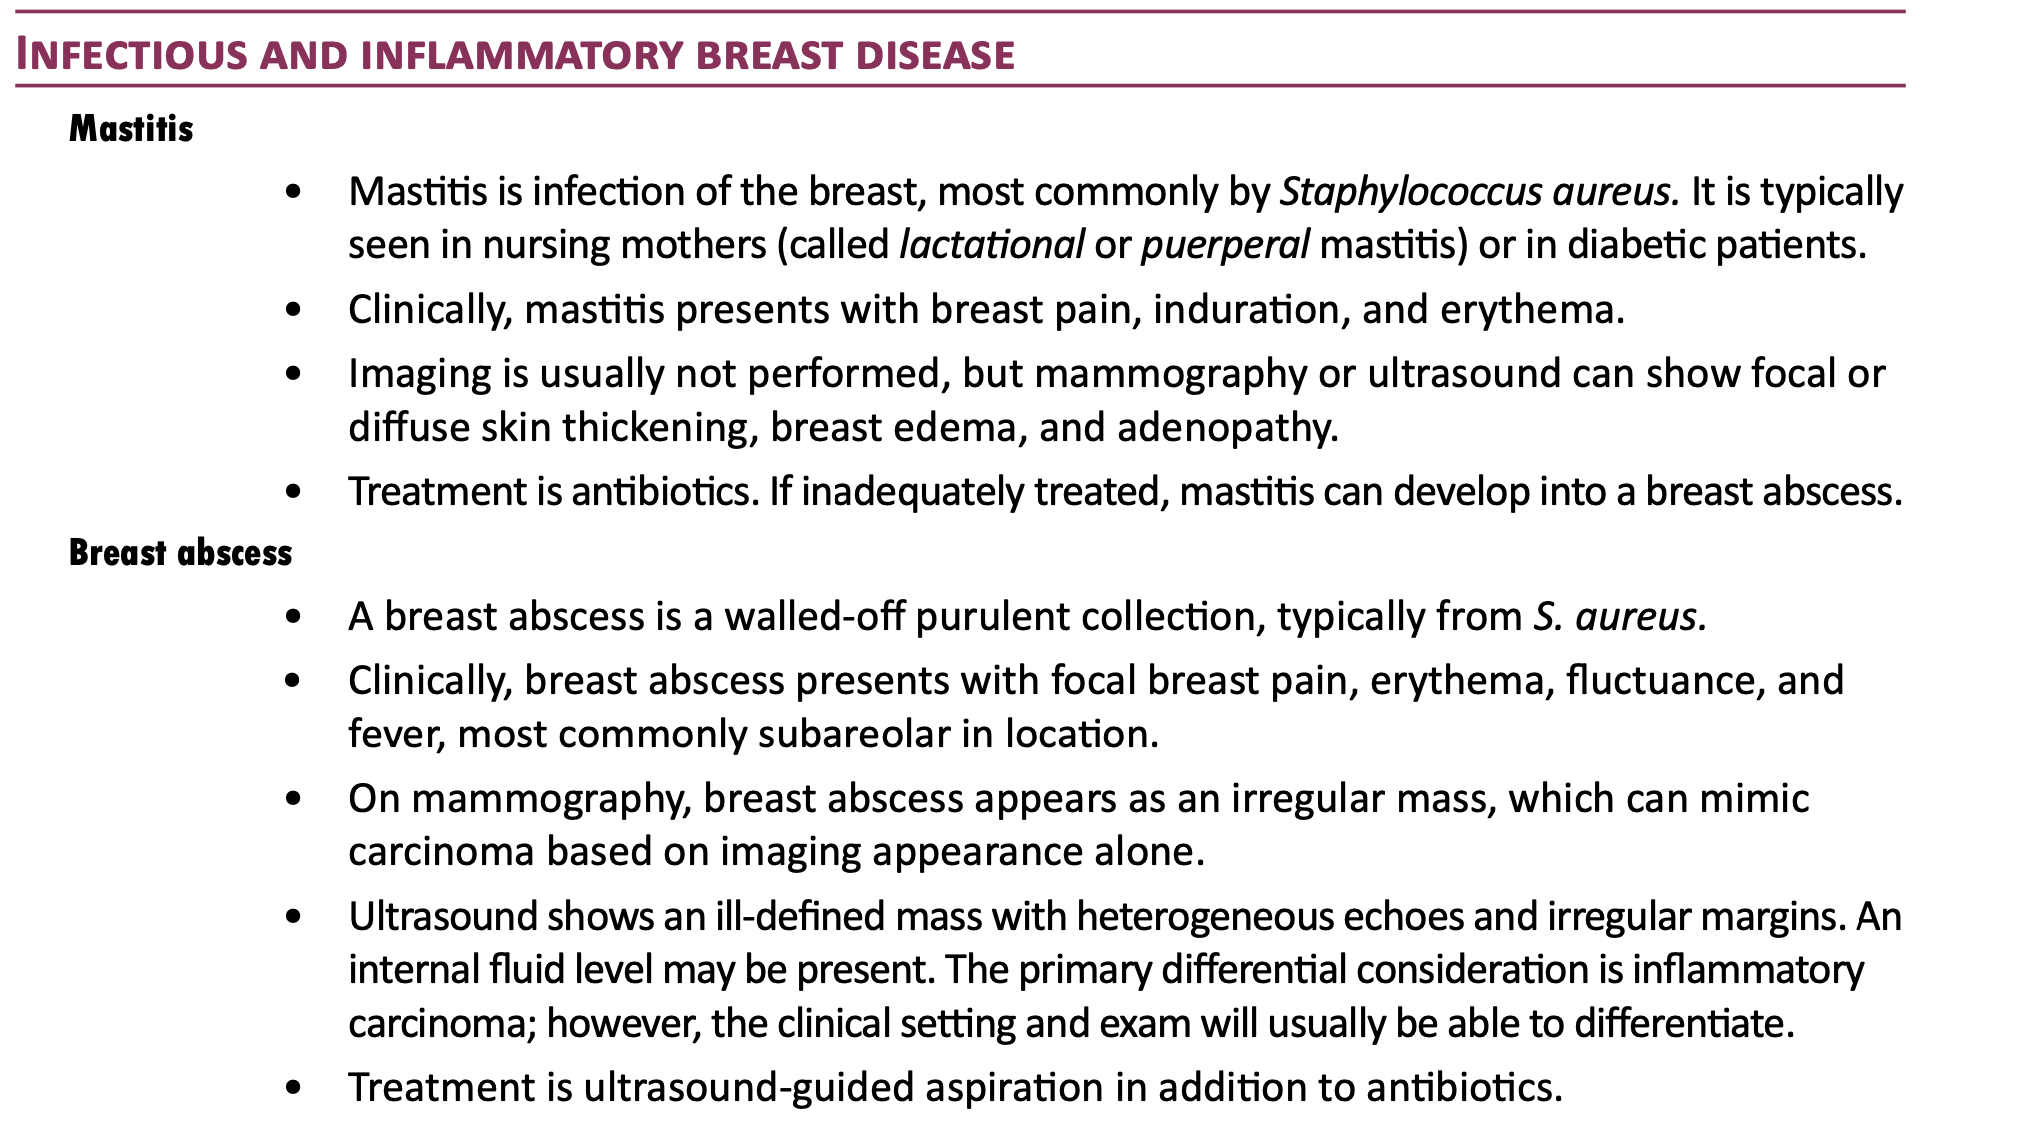 INFECTIOUS AND INFLAMMATORY BREAST DISEASE
Mastitis
• Mastitis is infection of the breast, most commonly by Staphylococcus aureus. It is typically
seen in nursing mothers (called lactational or puerperal mastitis) or in diabetic patients.
• Clinically, mastitis presents with breast pain, induration, and erythema.
• Imaging is usually not performed, but mammography or ultrasound can show focal or
diffuse skin thickening, breast edema, and adenopathy.
• Treatment is antibiotics. If inadequately treated, mastitis can develop into a breast abscess.
Breast abscess
• A breast abscess is a walled-off purulent collection, typically from S. aureus.
• Clinically, breast abscess presents with focal breast pain, erythema, fluctuance, and
fever, most commonly subareolar in location.
• On mammography, breast abscess appears as an irregular mass, which can mimic
carcinoma based on imaging appearance alone.
• Ultrasound shows an ill-defined mass with heterogeneous echoes and irregular margins. An
internal fluid level may be present. The primary differential consideration is inflammatory
carcinoma; however, the clinical setting and exam will usually be able to differentiate.
• Treatment is ultrasound-guided aspiration in addition to antibiotics.